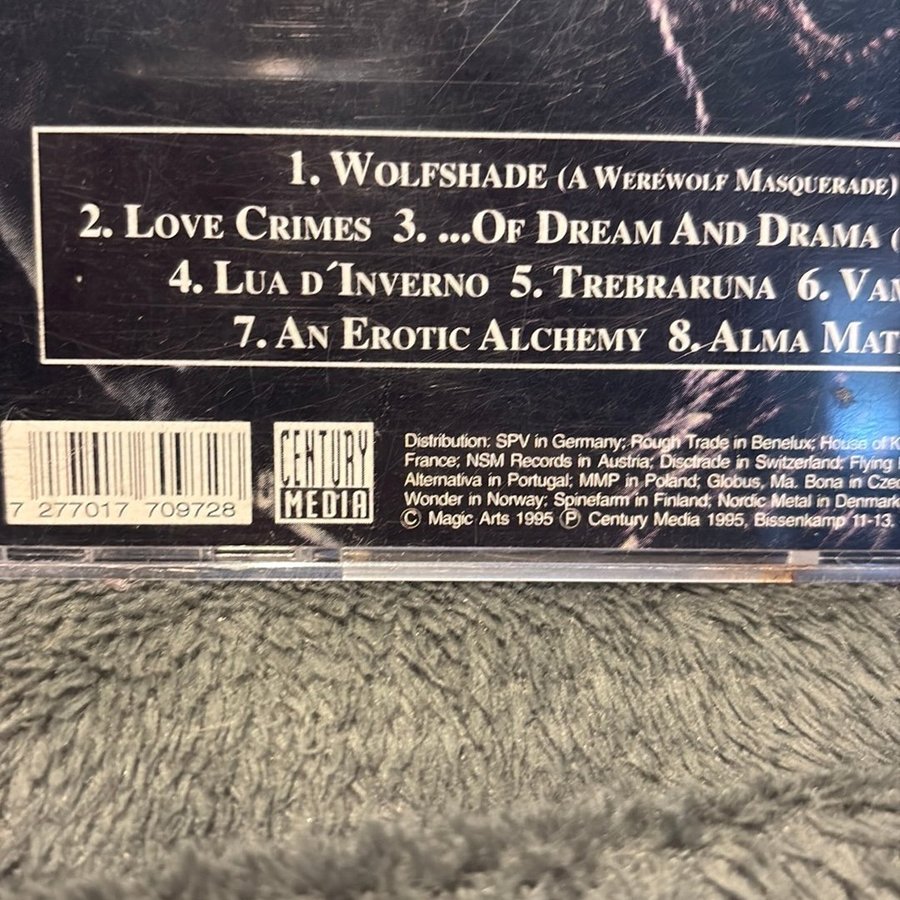 1. WOLFSHADE (A WEREWOLF MASQUERADE)
2. LOVE CRIMES 3. ...OF DREAM AND DRAMA (
4. LUA D´INVERNO 5. TREBRARUNA 6. VAM
7. AN EROTIC ALCHEMY 8. ALMA MAT
7 277017 709728
CENTURY
MEDIA
Distribution: SPV in Germany; Rough Trade in Benelux; House of K
France; NSM Records in Austria; Disctrade in Switzerland; Flying
Alternativa in Portugal; MMP in Poland; Globus, Ma. Bona in Czec
Wonder in Norway; Spinefarm in Finland; Nordic Metal in Denmark
© Magic Arts 1995 ℗ Century Media 1995, Bissenkamp 11-13,